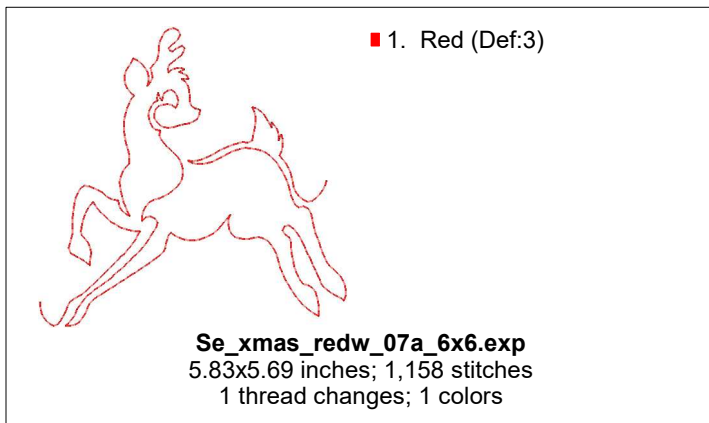 1. Red (Def:3)
Se_xmas_redw_07a_6x6.exp
5.83x5.69 inches; 1,158 stitches
1 thread changes; 1 colors